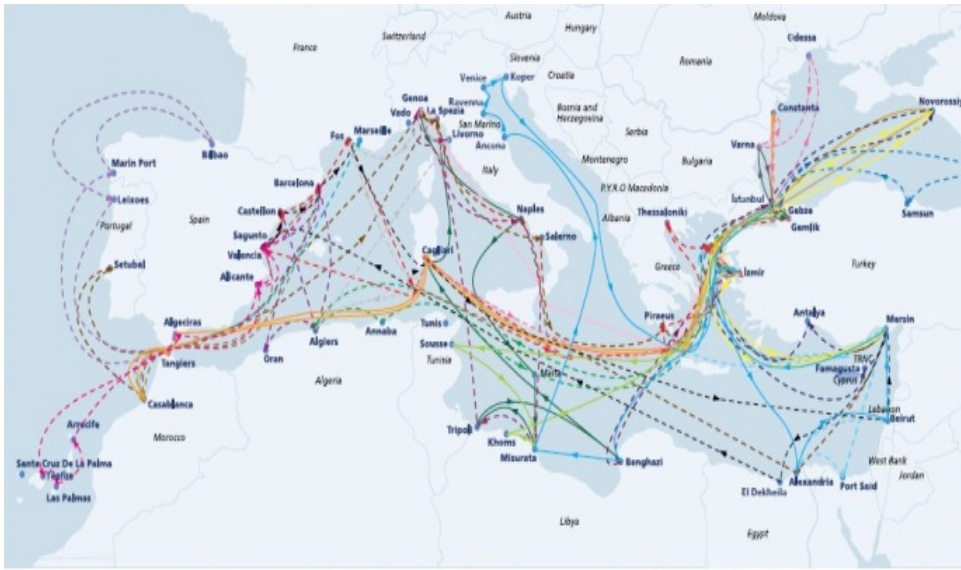 Austria
Moldova
Odessa
Hungary
Switzerland
France
Slovenia
Romania
Venice
Koper
Croatia
Genoa
La Spezia
Ravenna
Vado
Constanta
Novorossiy
San Marino
Bosnia and
Herzegovina
Fos
Marseille
Livorno
Ancona
Serbia
Bilbao
Varna
Marin Port
Italy
Montenegro
Bulgaria
Barcelona
P.Y.R.O Macedonia
Leixoes
Spain
Castellon
Naples
Albania
Thessaloniki
İstanbul
Gebze
Samsun
Portugal
Gemlik
Sagunto
Salerno
Valencia
Cagliari
Setubal
Greece
İzmir
Turkey
Alicante
Piraeus
Antalya
Mersin
Algeciras
Tunis
Annaba
Algiers
Sousse
Tangiers
Oran
Tunisia
TRNC
Famagusta
Cyprus
Malta
Algeria
Casablanca
Lebanon
Beirut
Arrecife
Tripoli
Khoms
Morocco
Misurata
Benghazi
West Bank
Santa Cruz De La Palma
Jordan
El Dekheila
Alexandria
Port Said
Las Palmas
Libya
Egypt